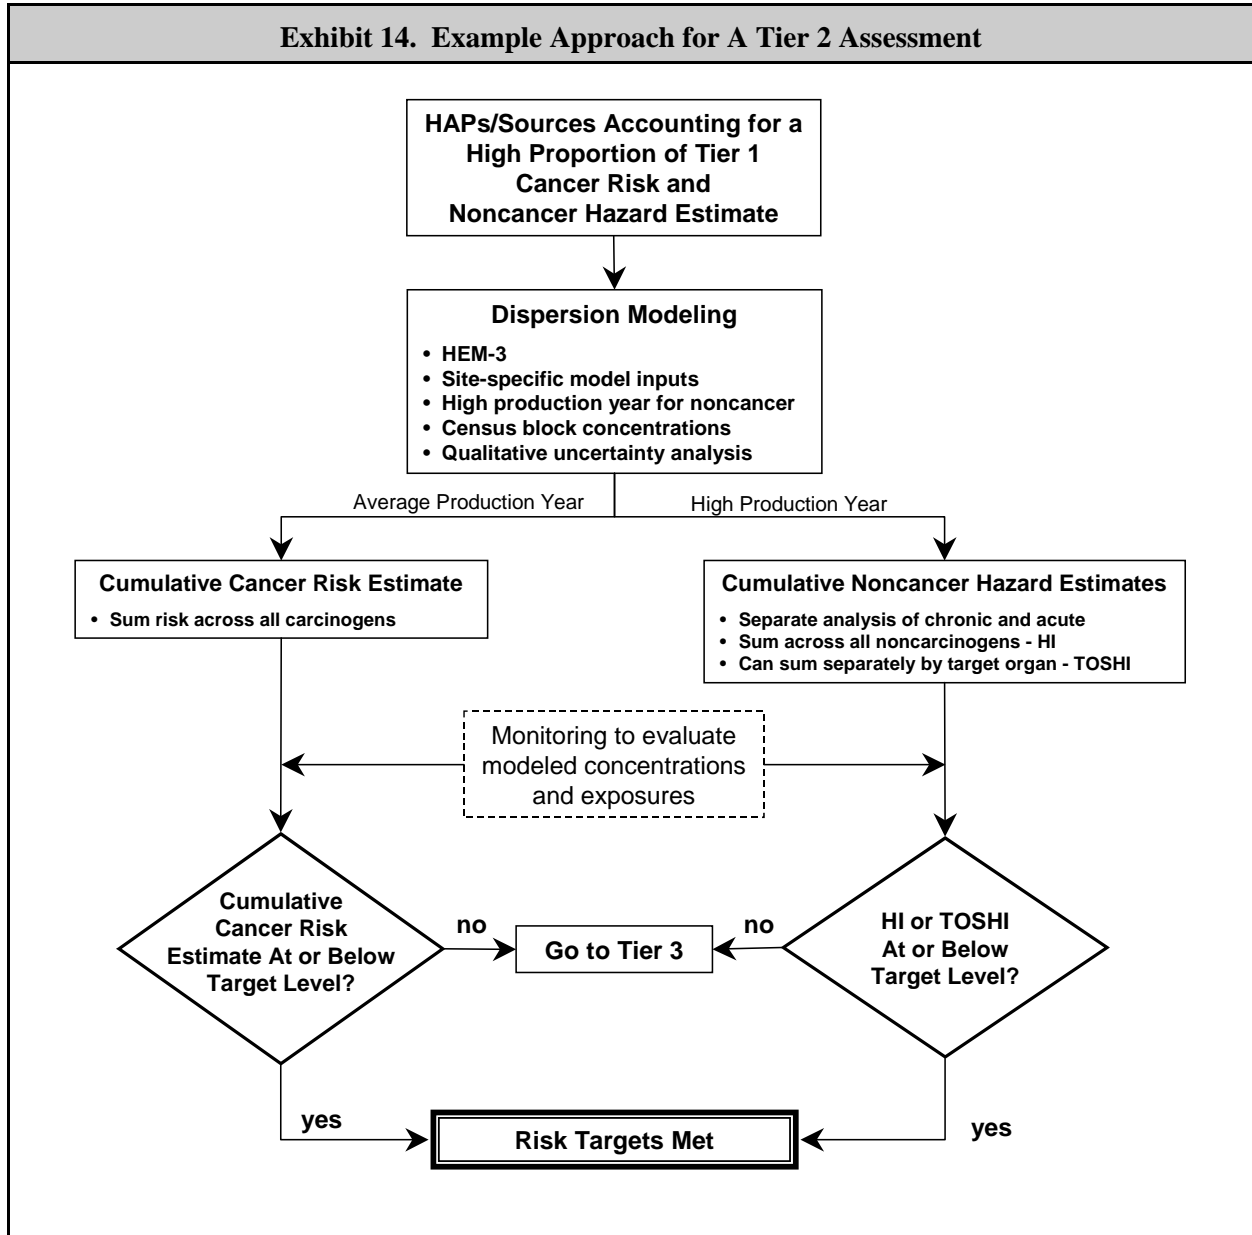 Exhibit 14.  Example Approach for A Tier 2 Assessment
HAPs/Sources Accounting for a
High Proportion of Tier 1
Cancer Risk and
Noncancer Hazard Estimate
Dispersion Modeling
• HEM-3
• Site-specific model inputs
• High production year for noncancer
• Census block concentrations
• Qualitative uncertainty analysis
Average Production Year
High Production Year
Cumulative Cancer Risk Estimate
• Sum risk across all carcinogens
Cumulative Noncancer Hazard Estimates
• Separate analysis of chronic and acute
• Sum across all noncarcinogens - HI
• Can sum separately by target organ - TOSHI
Monitoring to evaluate
modeled concentrations
and exposures
Cumulative
Cancer Risk
Estimate At or Below
Target Level?
no
Go to Tier 3
no
HI or TOSHI
At or Below
Target Level?
yes
Risk Targets Met
yes